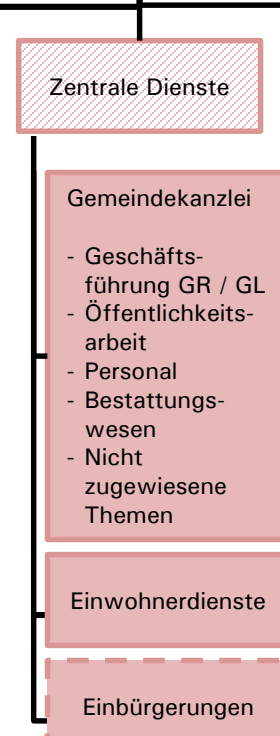 Zentrale Dienste
Gemeindekanzlei
- Geschäfts-
führung GR / GL
- Öffentlichkeits-
arbeit
- Personal
- Bestattungs-
wesen
- Nicht
zugewiesene
Themen
Einwohnerdienste
Einbürgerungen